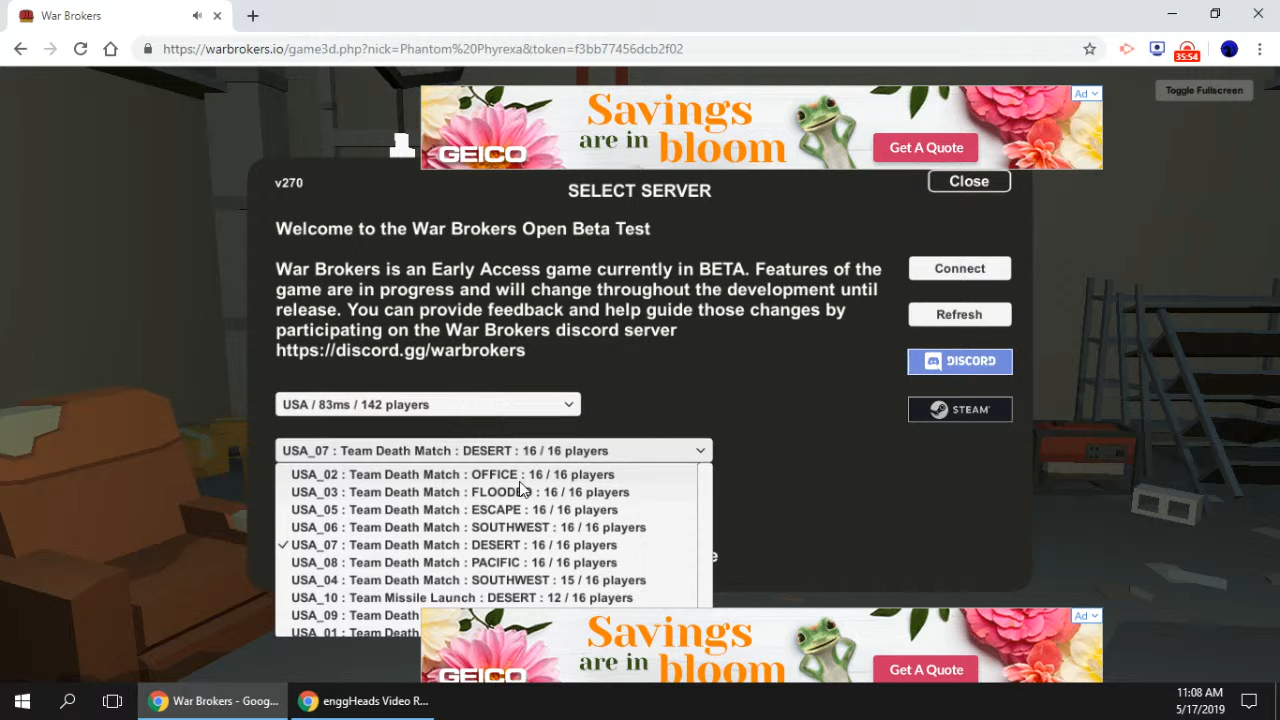 War Brokers
https://warbrokers.io/game3d.php?nick=Phantom%20Phyrexa&token=f3bb77456dcb2f02
35:54
Savings
are in bloom
GEICO
Get A Quote
Ad
Toggle Fullscreen
v270
SELECT SERVER
Close
Welcome to the War Brokers Open Beta Test
War Brokers is an Early Access game currently in BETA. Features of the
game are in progress and will change throughout the development until
release. You can provide feedback and help guide those changes by
participating on the War Brokers discord server
https://discord.gg/warbrokers
Connect
Refresh
DISCORD
STEAM
USA / 83ms / 142 players
USA_07 : Team Death Match : DESERT : 16 / 16 players
USA_02 : Team Death Match : OFFICE : 16 / 16 players
USA_03 : Team Death Match : : 16 / 16 players
USA_05 : Team Death Match : ESCAPE : 16 / 16 players
USA_06 : Team Death Match : SOUTHWEST : 16 / 16 players
USA_07 : Team Death Match : DESERT : 16 / 16 players
USA_08 : Team Death Match : PACIFIC : 16 / 16 players
USA_04 : Team Death Match : SOUTHWEST : 15 / 16 players
USA_10 : Team Missile Launch : DESERT : 12 / 16 players
USA_09 : Team Death
USA_01 : Team Death
Savings
are in bloom
GEICO
Get A Quote
Ad
War Brokers - Goog...
enggHeads Video R...
11:08 AM
5/17/2019